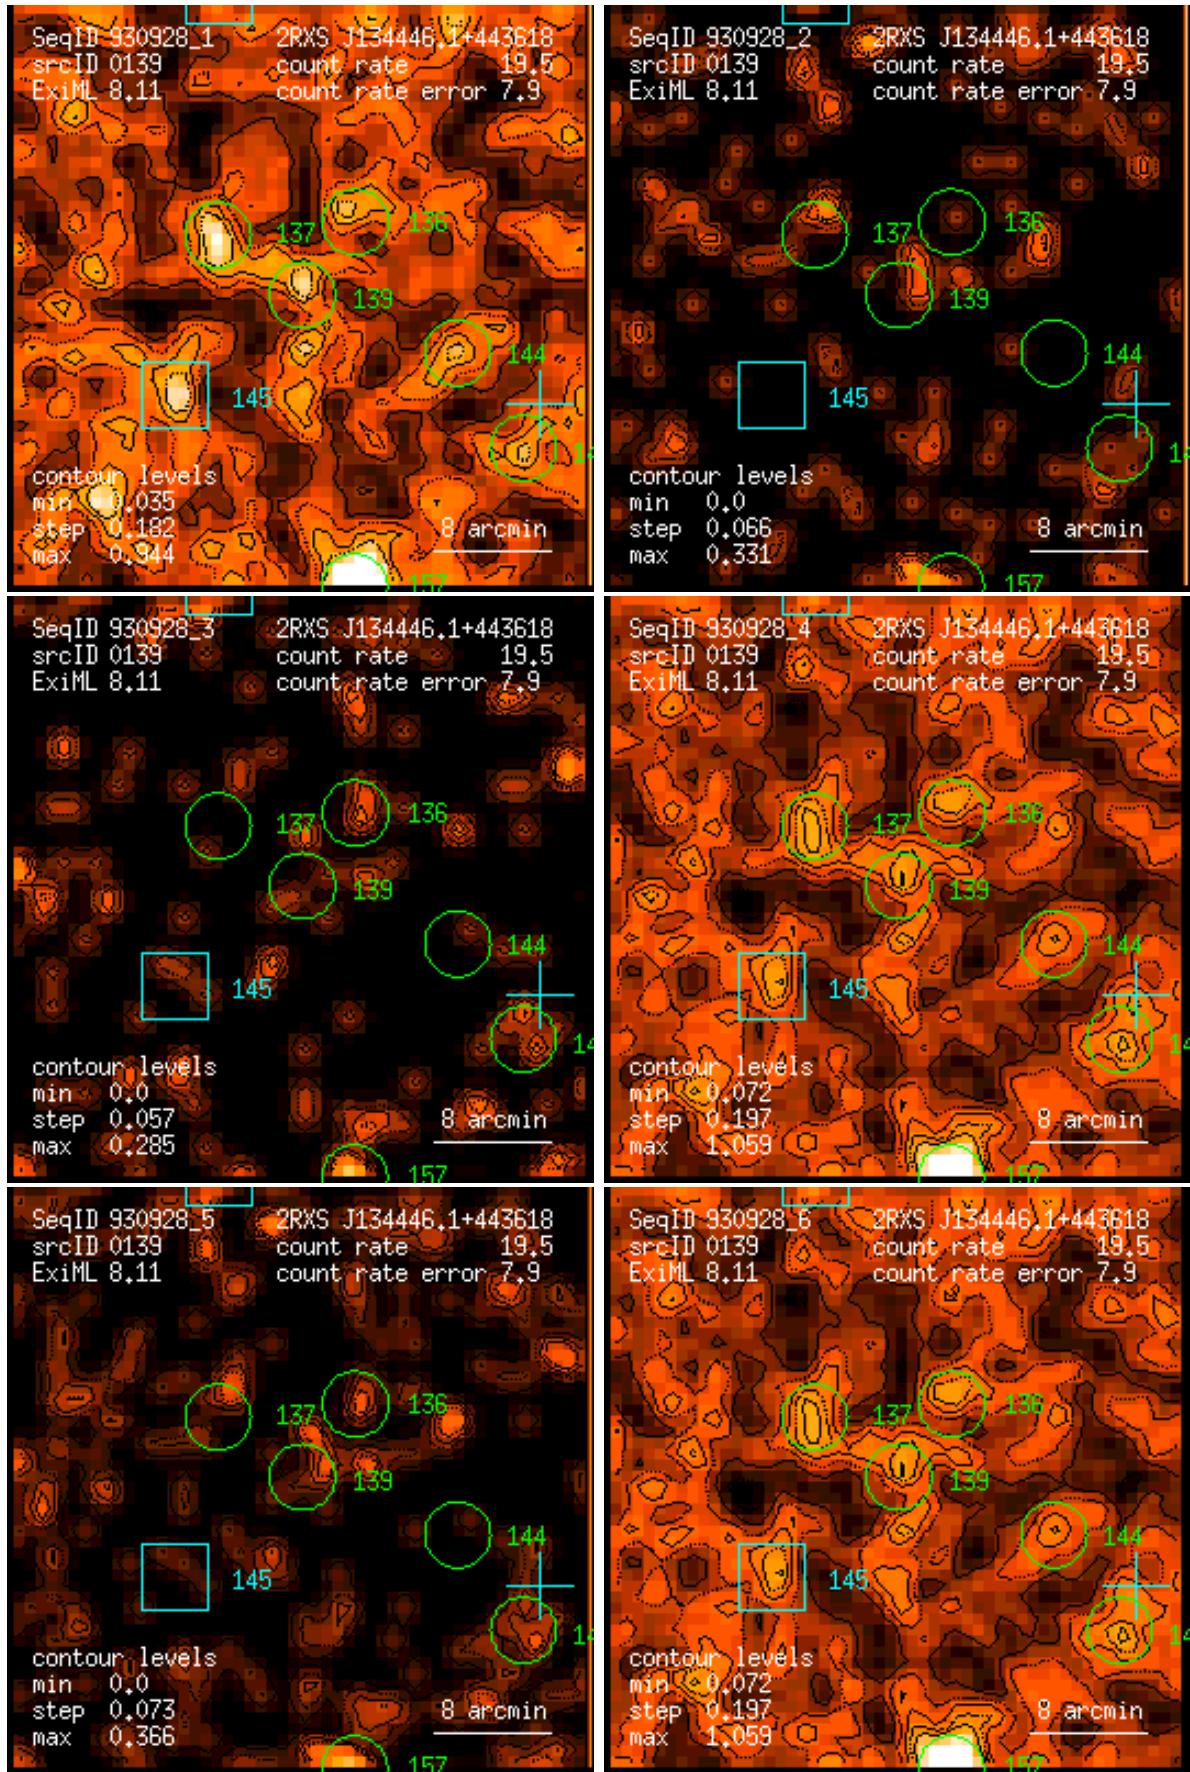 SeqID 930928_1 2RXS J134446.1+443618
srcID 0139 count rate 19.5
ExiML 8.11 count rate error 7.9
136
137
139
144
145
14
contour levels
min 0.035
step 0.182
max 0.944
8 arcmin
157
SeqID 930928_2 2RXS J134446.1+443618
srcID 0139 count rate 19.5
ExiML 8.11 count rate error 7.9
136
137
139
144
145
14
contour levels
min 0.0
step 0.066
max 0.331
8 arcmin
157
SeqID 930928_3 2RXS J134446.1+443618
srcID 0139 count rate 19.5
ExiML 8.11 count rate error 7.9
136
137
139
144
145
14
contour levels
min 0.0
step 0.057
max 0.285
8 arcmin
157
SeqID 930928_4 2RXS J134446.1+443618
srcID 0139 count rate 19.5
ExiML 8.11 count rate error 7.9
136
137
139
144
145
14
contour levels
min 0.072
step 0.197
max 1.059
8 arcmin
157
SeqID 930928_5 2RXS J134446.1+443618
srcID 0139 count rate 19.5
ExiML 8.11 count rate error 7.9
136
137
139
144
145
14
contour levels
min 0.0
step 0.073
max 0.366
8 arcmin
157
SeqID 930928_6 2RXS J134446.1+443618
srcID 0139 count rate 19.5
ExiML 8.11 count rate error 7.9
136
137
139
144
145
14
contour levels
min 0.072
step 0.197
max 1.059
8 arcmin
157